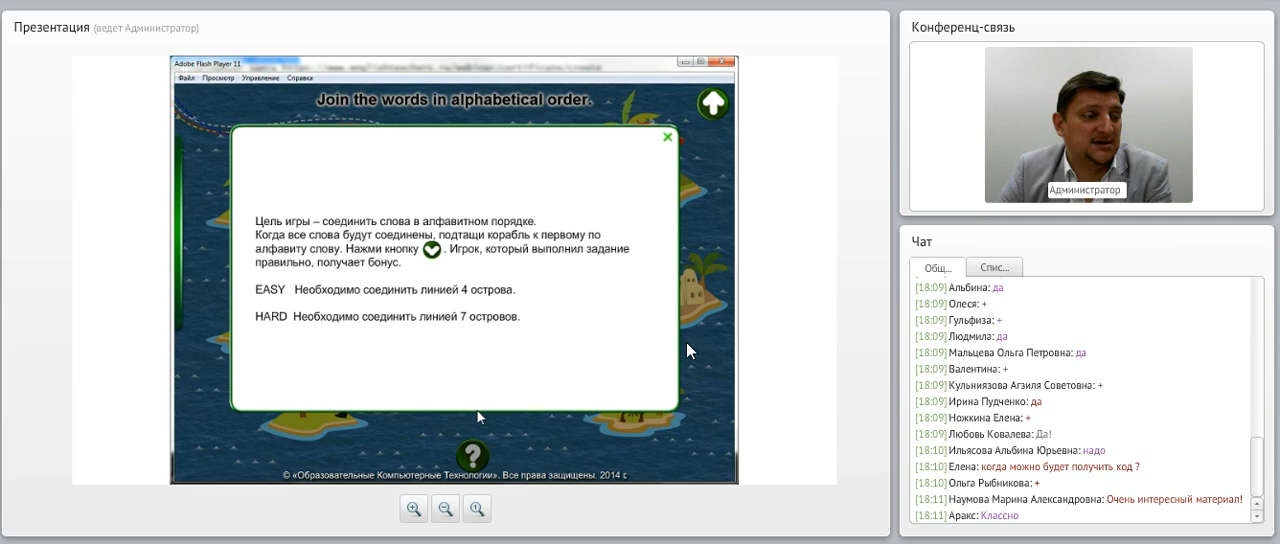 Презентация (ведет Администратор)
Adobe Flash Player 11
Файл Просмотр Управление Справка
Join the words in alphabetical order.
Цель игры – соединить слова в алфавитном порядке.
Когда все слова будут соединены, подтащи корабль к первому по
алфавиту слову. Нажми кнопку . Игрок, который выполнил задание
правильно, получает бонус.
EASY Необходимо соединить линией 4 острова.
HARD Необходимо соединить линией 7 островов.
?
© «Образовательные Компьютерные Технологии». Все права защищены. 2014 г.
Конференц-связь
Администратор
Чат
Общ... Спис...
[18:09] Альбина: да
[18:09] Олеся: +
[18:09] Гульфиза: +
[18:09] Людмила: да
[18:09] Мальцева Ольга Петровна: да
[18:09] Валентина: +
[18:09] Кульниязова Агзиля Советовна: +
[18:09] Ирина Пудченко: да
[18:09] Ножкина Елена: +
[18:09] Любовь Ковалева: Да!
[18:10] Ильясова Альбина Юрьевна: надо
[18:10] Елена: когда можно будет получить код ?
[18:10] Ольга Рыбникова: +
[18:11] Наумова Марина Александровна: Очень интересный материал!
[18:11] Аракс: Классно